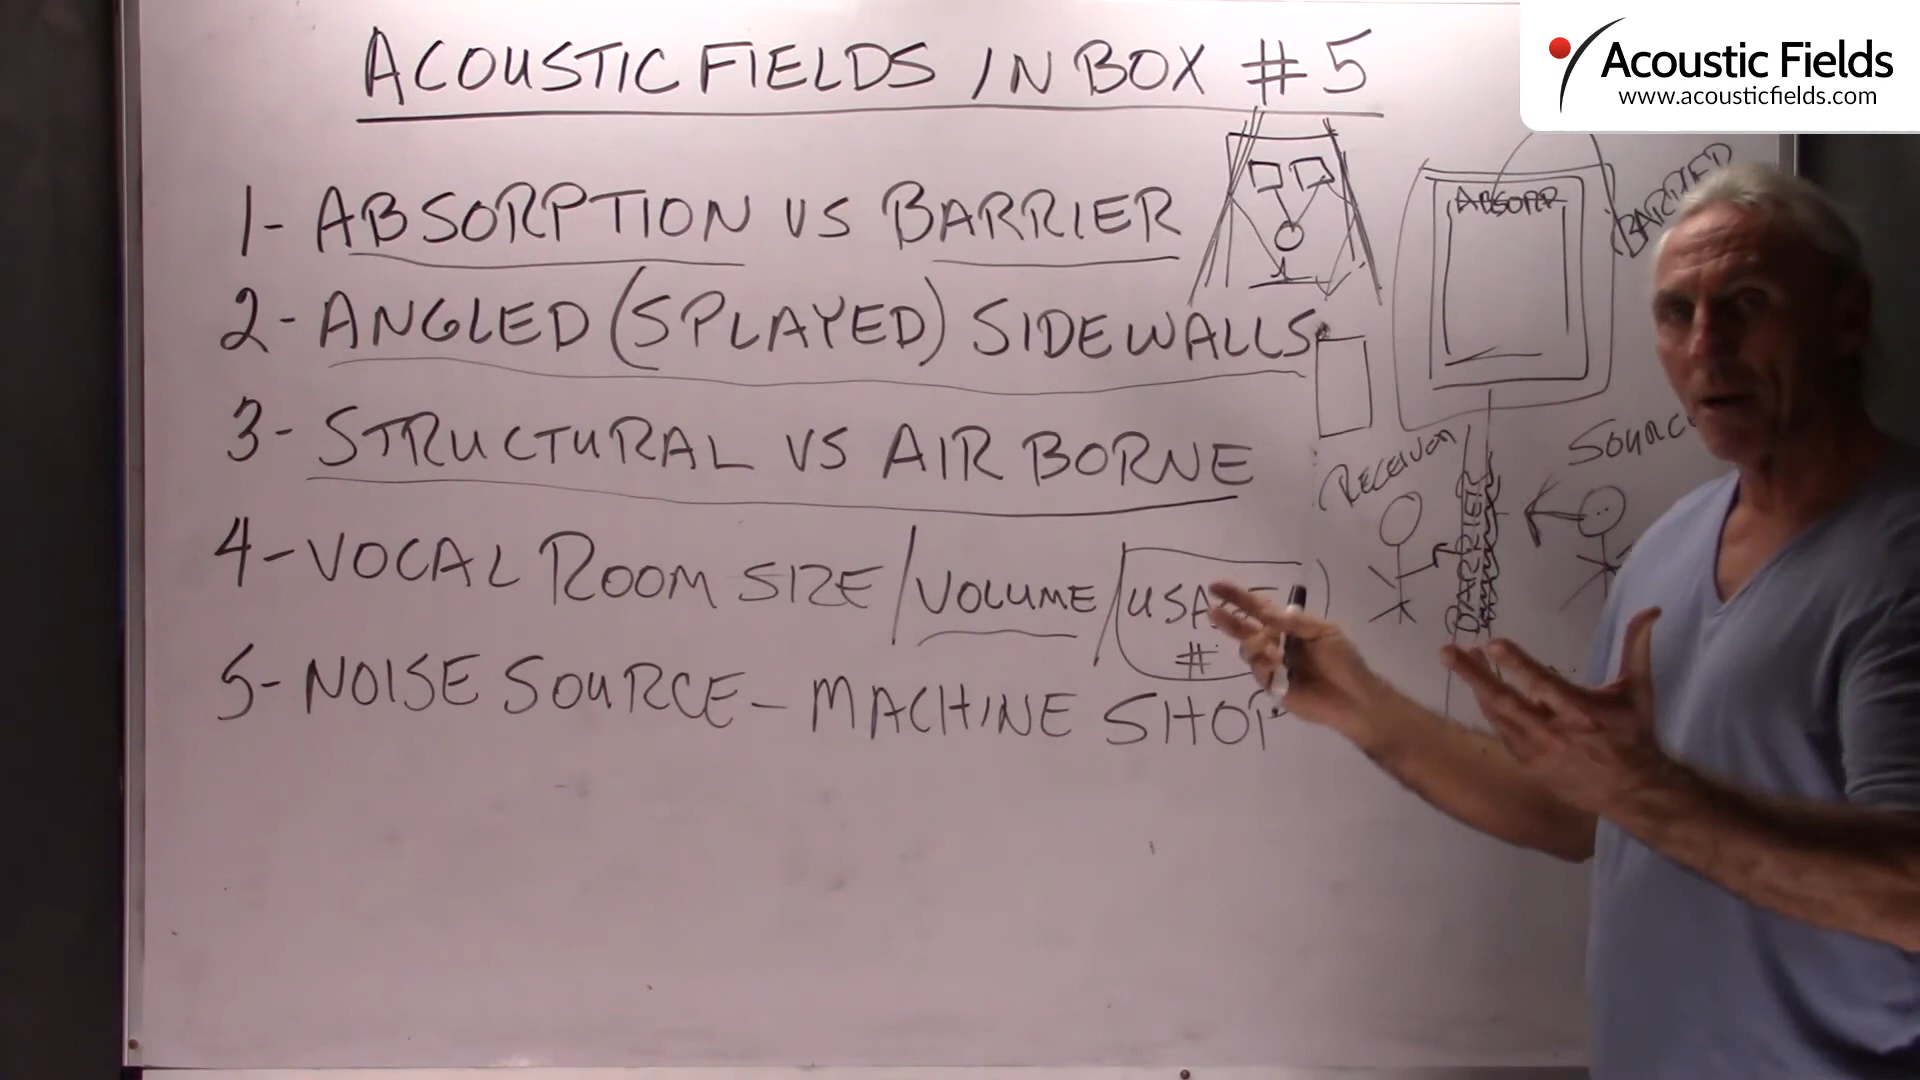 ACOUSTIC FIELDS IN BOX #5
Acoustic Fields
www.acousticfields.com
1- ABSORPTION VS BARRIER
2- ANGLED (SPLAYED) SIDEWALLS
3- STRUCTURAL VS AIR BORNE
4- VOCAL ROOM SIZE / VOLUME / USAGE
#
5- NOISE SOURCE - MACHINE SHOP
ABSORB
BARRIER
SOURCE
BARRIER